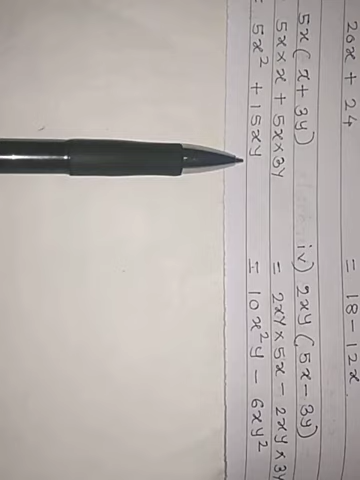 20x + 24 = 18 - 12x
5x(x+3y) iv) 2xy(5x-3y)
= 5x×x + 5x×3y = 2xy×5x - 2xy×3y
= 5x² + 15xy = 10x²y - 6xy²